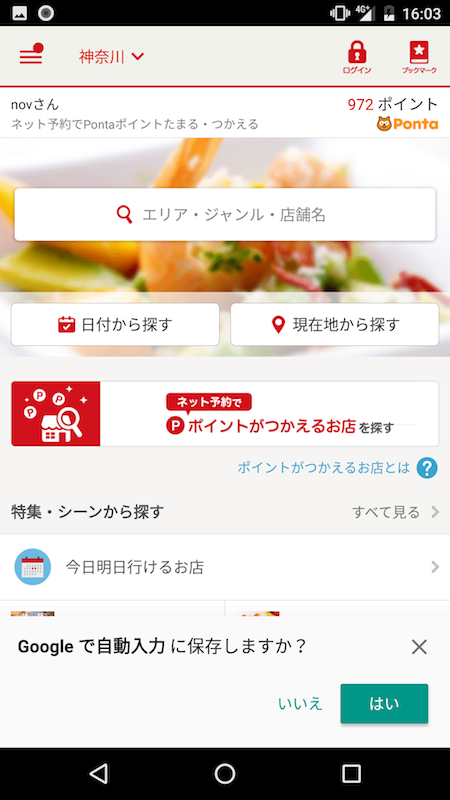 4G 16:03
神奈川
ログイン
ブックマーク
novさん
972 ポイント
ネット予約でPontaポイントたまる・つかえる
Ponta
エリア・ジャンル・店舗名
日付から探す
現在地から探す
ネット予約で
P P P
P ポイントがつかえるお店を探す
ポイントがつかえるお店とは ?
特集・シーンから探す
すべて見る
今日明日行けるお店
Google で自動入力 に保存しますか？
いいえ
はい